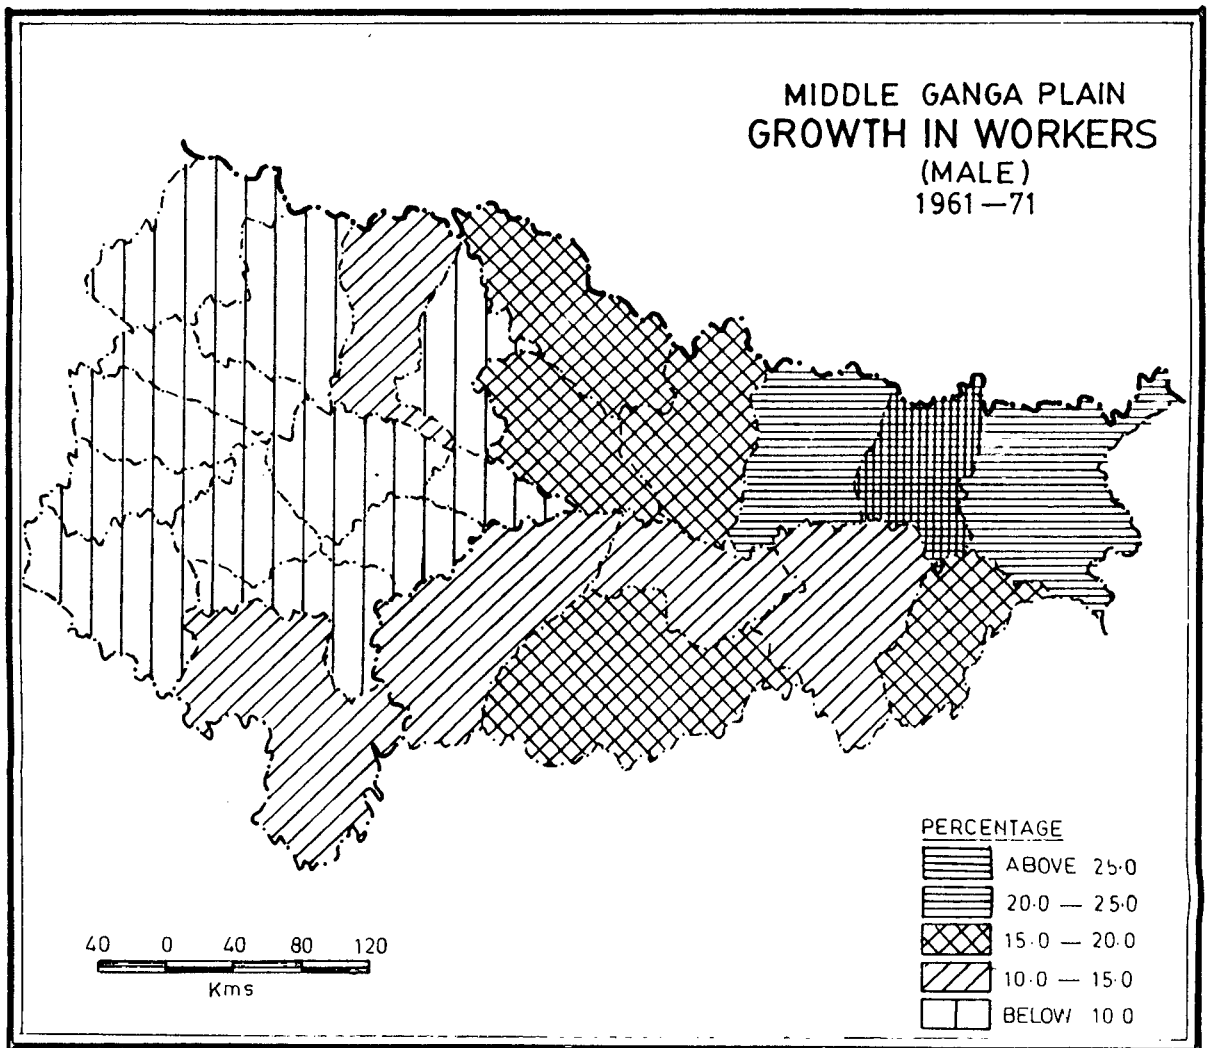 MIDDLE GANGA PLAIN
GROWTH IN WORKERS
(MALE)
1961—71
PERCENTAGE
ABOVE 25·0
20·0 — 25·0
15·0 — 20·0
10·0 — 15·0
BELOW 10 0
40 0 40 80 120
Kms